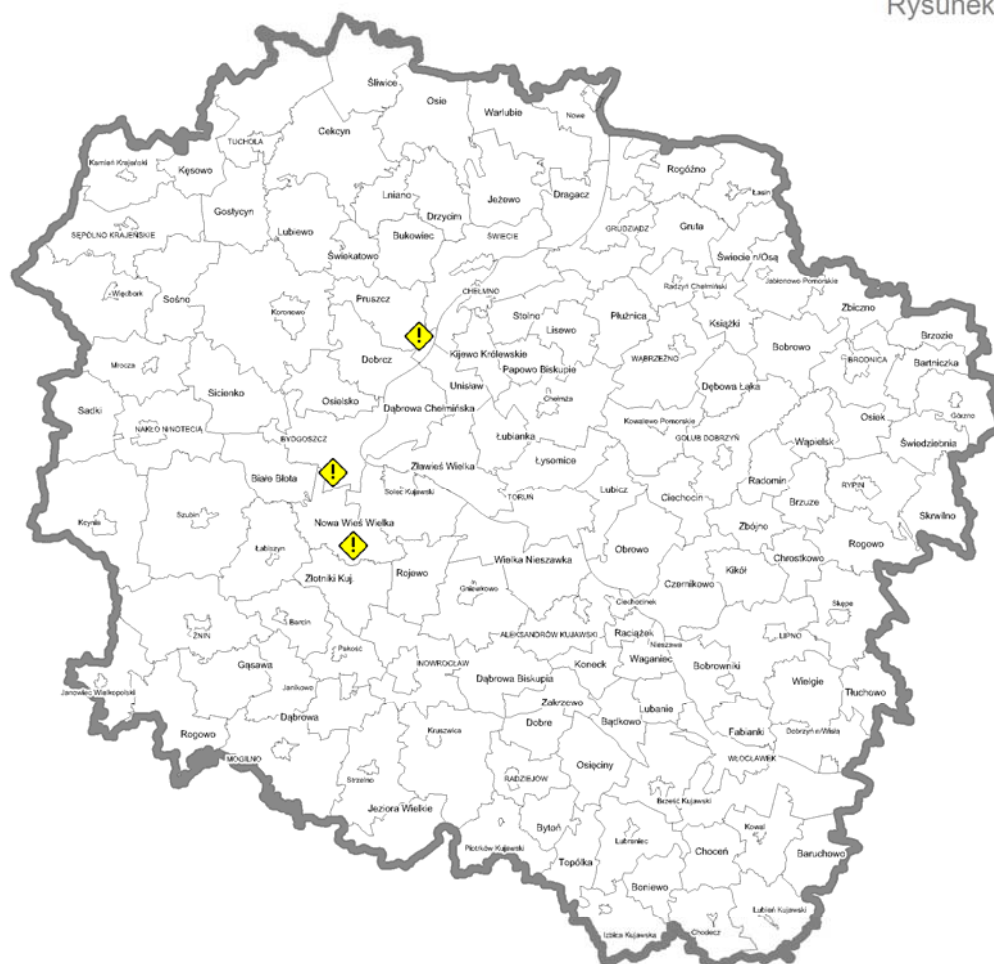 Rysunek
Śliwice
Osie
Warlubie
Nowe
Cekcyn
TUCHOLA
Kamień Krajeński
Kęsowo
Rogóźno
Łasin
Lniano
Jeżewo
Dragacz
Gostycyn
Drzycim
Lubiewo
Bukowiec
ŚWIECIE
GRUDZIĄDZ
Gruta
SĘPÓLNO KRAJEŃSKIE
Świekatowo
Świecie n/Osą
Jabłonowo Pomorskie
Radzyń Chełmiński
Więcbork
Sośno
CHEŁMNO
Pruszcz
Koronowo
Stolno
Płużnica
Zbiczno
Książki
Lisewo
Brzozie
!
Kijewo Królewskie
Bobrowo
Dobrcz
WĄBRZEŹNO
BRODNICA
Bartniczka
Mrocza
Papowo Biskupie
Unisław
Dębowa Łąka
Sicienko
Osielsko
Chełmża
Sadki
Dąbrowa Chełmińska
Osiek
Górzno
NAKŁO N/NOTECIĄ
Kowalewo Pomorskie
BYDGOSZCZ
Łubianka
GOLUB DOBRZYŃ
Wąpielsk
Świedziebnia
Łysomice
Zławieś Wielka
!
Białe Błota
Radomin
RYPIN
Solec Kujawski
Lubicz
TORUŃ
Ciechocin
Brzuze
Szubin
Kcynia
Nowa Wieś Wielka
Zbójno
Skrwilno
!
Rogowo
Łabiszyn
Obrowo
Wielka Nieszawka
Chrostkowo
Złotniki Kuj.
Rojewo
Kikół
Czernikowo
Gniewkowo
Ciechocinek
Skępe
Barcin
ŻNIN
ALEKSANDRÓW KUJAWSKI
Raciążek
LIPNO
Nieszawa
Pakość
Waganiec
Gąsawa
INOWROCŁAW
Koneck
Bobrowniki
Dąbrowa Biskupia
Wielgie
Janikowo
Janowiec Wielkopolski
Tłuchowo
Zakrzewo
Lubanie
Dąbrowa
Dobre
Bądkowo
Rogowo
Kruszwica
Fabianki
Dobrzyń n/Wisłą
MOGILNO
WŁOCŁAWEK
Osięciny
Strzelno
RADZIEJÓW
Brześć Kujawski
Jeziora Wielkie
Bytoń
Kowal
Lubraniec
Piotrków Kujawski
Choceń
Baruchowo
Topólka
Boniewo
Lubień Kujawski
Izbica Kujawska
Chodecz